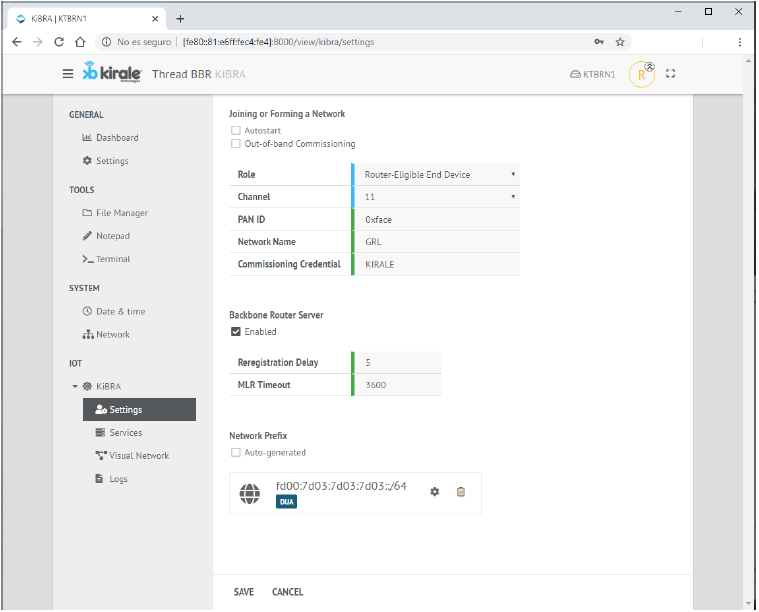 KiBRA | KTBRN1
No es seguro | [fe80::81:e6ff:fec4:fe4]:8000/view/kibra/settings
kirale
Technologies
Thread BBR KiBRA
KTBRN1
R
GENERAL
Dashboard
Settings
TOOLS
File Manager
Notepad
Terminal
SYSTEM
Date & time
Network
IOT
KiBRA
Settings
Services
Visual Network
Logs
Joining or Forming a Network
Autostart
Out-of-band Commissioning
Role Router-Eligible End Device
Channel 11
PAN ID 0xface
Network Name GRL
Commissioning Credential KIRALE
Backbone Router Server
Enabled
Reregistration Delay 5
MLR Timeout 3600
Network Prefix
Auto-generated
fd00:7d03:7d03:7d03::/64
DUA
SAVE CANCEL